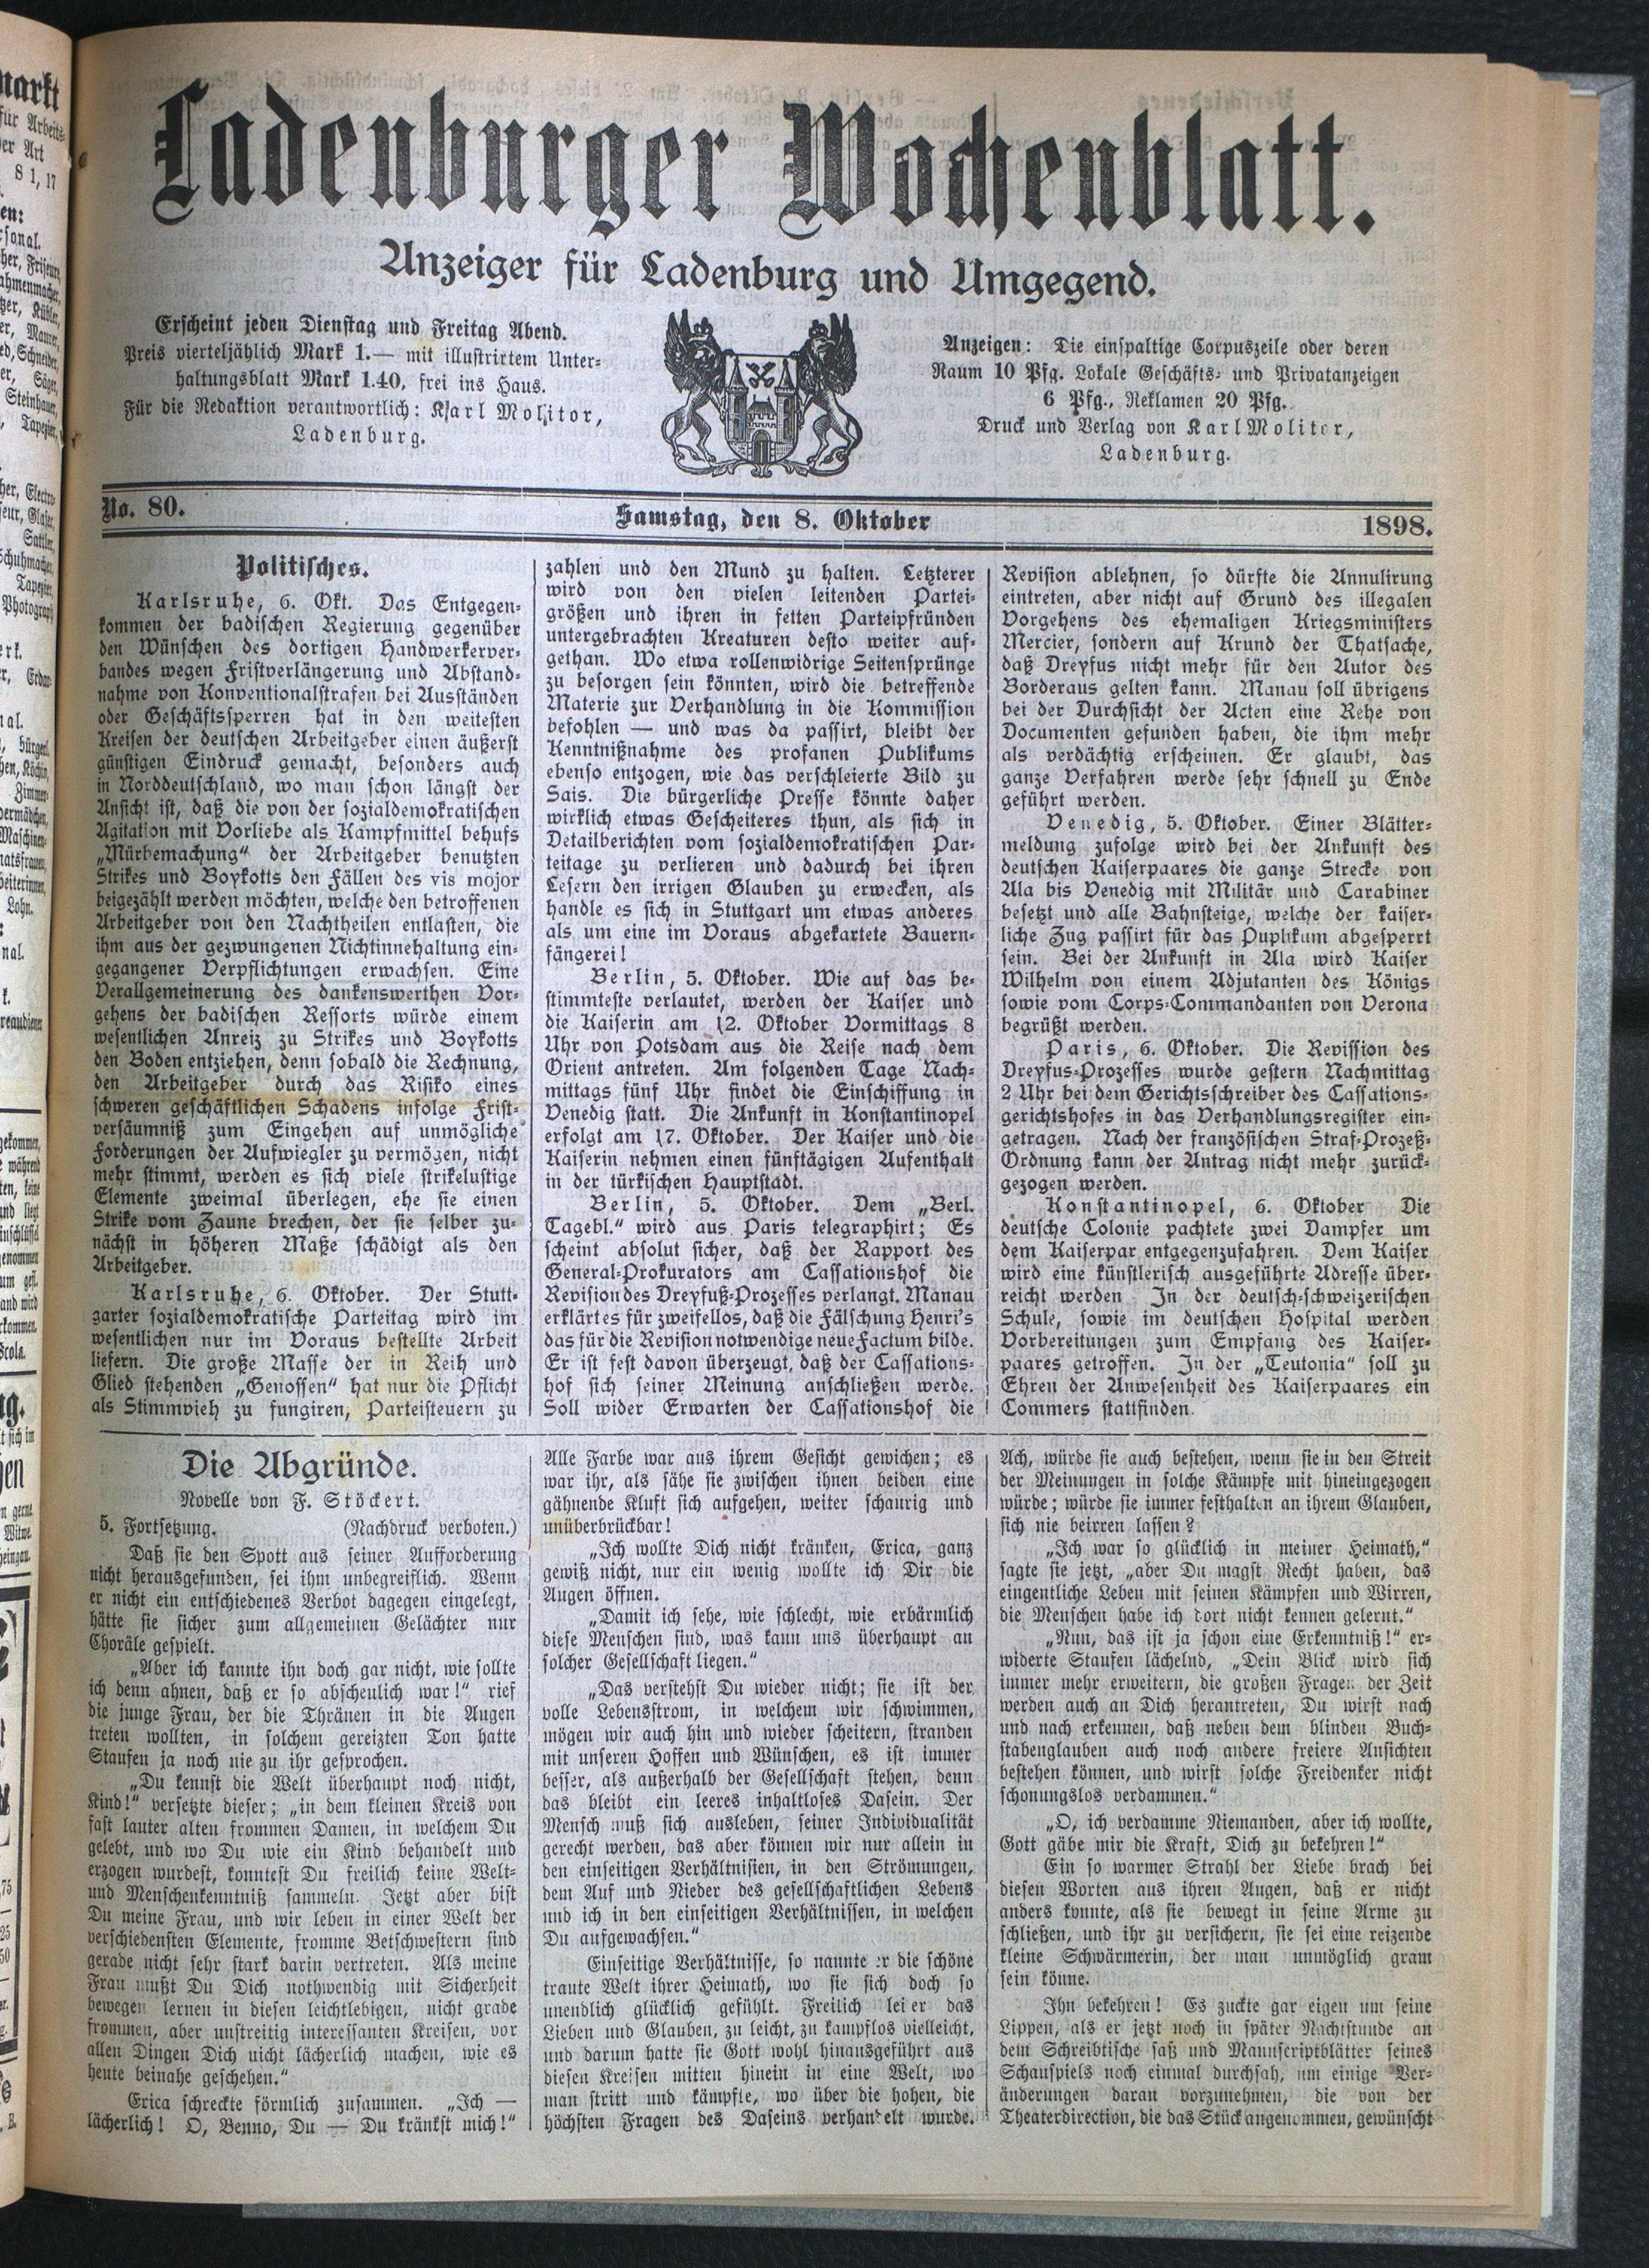 Ladenburger Wochenblatt.
Anzeiger für Ladenburg und Umgegend.
Erscheint jeden Dienstag und Freitag Abend.
Preis vierteljählich Mark 1.— mit illustrirtem Unter-
haltungsblatt Mark 1.40, frei ins Haus.
Für die Redaktion verantwortlich: Karl Molitor,
Ladenburg.
Anzeigen: Die einspaltige Corpuszeile oder deren
Raum 10 Pfg. Lokale Geschäfts- und Privatanzeigen
6 Pfg., Reklamen 20 Pfg.
Druck und Verlag von Karl Molitor,
Ladenburg.
No. 80.
Samstag, den 8. Oktober
1898.
Politisches.
Karlsruhe, 6. Okt. Das Entgegen-
kommen der badischen Regierung gegenüber
den Wünschen des dortigen Handwerkerver-
bandes wegen Fristverlängerung und Abstand-
nahme von Konventionalstrafen bei Ausständen
oder Geschäftssperren hat in den weitesten
Kreisen der deutschen Arbeitgeber einen äußerst
günstigen Eindruck gemacht, besonders auch
in Norddeutschland, wo man schon längst der
Ansicht ist, daß die von der sozialdemokratischen
Agitation mit Vorliebe als Kampfmittel behufs
„Mürbemachung“ der Arbeitgeber benutzten
Strikes und Boykotts den Fällen des vis mojor
beigezählt werden möchten, welche den betroffenen
Arbeitgeber von den Nachtheilen entlasten, die
ihm aus der gezwungenen Nichtinnehaltung ein-
gegangener Verpflichtungen erwachsen. Eine
Verallgemeinerung des dankenswerthen Vor-
gehens der badischen Ressorts würde einem
wesentlichen Anreiz zu Strikes und Boykotts
den Boden entziehen, denn sobald die Rechnung,
den Arbeitgeber durch das Risiko eines
schweren geschäftlichen Schadens infolge Frist-
versäumniß zum Eingehen auf unmögliche
Forderungen der Aufwiegler zu vermögen, nicht
mehr stimmt, werden es sich viele strikelustige
Elemente zweimal überlegen, ehe sie einen
Strike vom Zaune brechen, der sie selber zu-
nächst in höheren Maße schädigt als den
Arbeitgeber.
Karlsruhe, 6. Oktober. Der Stutt-
garter sozialdemokratische Parteitag wird im
wesentlichen nur im Voraus bestellte Arbeit
liefern. Die große Masse der in Reih und
Glied stehenden „Genossen“ hat nur die Pflicht
als Stimmvieh zu fungiren, Parteisteuern zu
zahlen und den Mund zu halten. Letzterer
wird von den vielen leitenden Partei-
größen und ihren in fetten Parteipfründen
untergebrachten Kreaturen desto weiter auf-
gethan. Wo etwa rollenwidrige Seitensprünge
zu besorgen sein könnten, wird die betreffende
Materie zur Verhandlung in die Kommission
befohlen — und was da passirt, bleibt der
Kenntnißnahme des profanen Publikums
ebenso entzogen, wie das verschleierte Bild zu
Sais. Die bürgerliche Presse könnte daher
wirklich etwas Gescheiteres thun, als sich in
Detailberichten vom sozialdemokratischen Par-
teitage zu verlieren und dadurch bei ihren
Lesern den irrigen Glauben zu erwecken, als
handle es sich in Stuttgart um etwas anderes
als um eine im Voraus abgekartete Bauern-
fängerei!
Berlin, 5. Oktober. Wie auf das be-
stimmteste verlautet, werden der Kaiser und
die Kaiserin am 12. Oktober Vormittags 8
Uhr von Potsdam aus die Reise nach dem
Orient antreten. Am folgenden Tage Nach-
mittags fünf Uhr findet die Einschiffung in
Venedig statt. Die Ankunft in Konstantinopel
erfolgt am 17. Oktober. Der Kaiser und die
Kaiserin nehmen einen fünftägigen Aufenthalt
in der türkischen Hauptstadt.
Berlin, 5. Oktober. Dem „Berl.
Tagebl.“ wird aus Paris telegraphirt; Es
scheint absolut sicher, daß der Rapport des
General-Prokurators am Cassationshof die
Revision des Dreyfuß-Prozesses verlangt. Manau
erklärtes für zweifellos, daß die Fälschung Henri's
das für die Revision notwendige neue Factum bilde.
Er ist fest davon überzeugt, daß der Cassations-
hof sich seiner Meinung anschließen werde.
Soll wider Erwarten der Cassationshof die
Revision ablehnen, so dürfte die Annulirung
eintreten, aber nicht auf Grund des illegalen
Vorgehens des ehemaligen Kriegsministers
Mercier, sondern auf Krund der Thatsache,
daß Dreyfus nicht mehr für den Autor des
Borderaus gelten kann. Manau soll übrigens
bei der Durchsicht der Acten eine Rehe von
Documenten gefunden haben, die ihm mehr
als verdächtig erscheinen. Er glaubt, das
ganze Verfahren werde sehr schnell zu Ende
geführt werden.
Venedig, 5. Oktober. Einer Blätter-
meldung zufolge wird bei der Ankunft des
deutschen Kaiserpaares die ganze Strecke von
Ala bis Venedig mit Militär und Carabiner
besetzt und alle Bahnsteige, welche der kaiser-
liche Zug passirt für das Puplikum abgesperrt
sein. Bei der Ankunft in Ala wird Kaiser
Wilhelm von einem Adjutanten des Königs
sowie vom Corps-Commandanten von Verona
begrüßt werden.
Paris, 6. Oktober. Die Revission des
Dreyfus-Prozesses wurde gestern Nachmittag
2 Uhr bei dem Gerichtsschreiber des Cassations-
gerichtshofes in das Verhandlungsregister ein-
getragen. Nach der französischen Straf-Prozeß-
Ordnung kann der Antrag nicht mehr zurück-
gezogen werden.
Konstantinopel, 6. Oktober Die
deutsche Colonie pachtete zwei Dampfer um
dem Kaiserpar entgegenzufahren. Dem Kaiser
wird eine künstlerisch ausgeführte Adresse über-
reicht werden In der deutsch-schweizerischen
Schule, sowie im deutschen Hospital werden
Vorbereitungen zum Empfang des Kaiser-
paares getroffen. In der „Teutonia“ soll zu
Ehren der Anwesenheit des Kaiserpaares ein
Commers stattfinden.
Die Abgründe.
Novelle von F. Stöckert.
5. Fortsetzung. (Nachdruck verboten.)
Daß sie den Spott aus seiner Aufforderung
nicht herausgefunden, sei ihm unbegreiflich. Wenn
er nicht ein entschiedenes Verbot dagegen eingelegt,
hätte sie sicher zum allgemeinen Gelächter nur
Choräle gespielt.
„Aber ich kannte ihn doch gar nicht, wie sollte
ich denn ahnen, daß er so abscheulich war!“ rief
die junge Frau, der die Thränen in die Augen
treten wollten, in solchem gereizten Ton hatte
Staufen ja noch nie zu ihr gesprochen.
„Du kennst die Welt überhaupt noch nicht,
Kind!“ versetzte dieser; „in dem kleinen Kreis von
fast lauter alten frommen Damen, in welchem Du
gelebt, und wo Du wie ein Kind behandelt und
erzogen wurdest, konntest Du freilich keine Welt-
und Menschenkenntniß sammeln. Jetzt aber bist
Du meine Frau, und wir leben in einer Welt der
verschiedensten Elemente, fromme Betschwestern sind
gerade nicht sehr stark darin vertreten. Als meine
Frau mußt Du Dich nothwendig mit Sicherheit
bewegen lernen in diesen leichtlebigen, nicht grade
frommen, aber unstreitig interessanten Kreisen, vor
allen Dingen Dich nicht lächerlich machen, wie es
heute beinahe geschehen.“
Erica schreckte förmlich zusammen. „Ich —
lächerlich! O, Benno, Du — Du kränkst mich!“
Alle Farbe war aus ihrem Gesicht gewichen; es
war ihr, als sähe sie zwischen ihnen beiden eine
gähnende Kluft sich aufgehen, weiter schaurig und
unüberbrückbar!
„Ich wollte Dich nicht kränken, Erica, ganz
gewiß nicht, nur ein wenig wollte ich Dir die
Augen öffnen.
„Damit ich sehe, wie schlecht, wie erbärmlich
diese Menschen sind, was kann uns überhaupt an
solcher Gesellschaft liegen.“
„Das verstehst Du wieder nicht; sie ist der
volle Lebensstrom, in welchem wir schwimmen,
mögen wir auch hin und wieder scheitern, stranden
mit unseren Hoffen und Wünschen, es ist immer
besser, als außerhalb der Gesellschaft stehen, denn
das bleibt ein leeres inhaltloses Dasein. Der
Mensch muß sich ausleben, seiner Individualität
gerecht werden, das aber können wir nur allein in
den einseitigen Verhältnisien, in den Strömungen,
dem Auf und Nieder des gesellschaftlichen Lebens
und ich in den einseitigen Verhältnissen, in welchen
Du aufgewachsen.“
Einseitige Verhältnisse, so nannte er die schöne
traute Welt ihrer Heimath, wo sie sich doch so
unendlich glücklich gefühlt. Freilich lei er das
Lieben und Glauben, zu leicht, zu kampflos vielleicht,
und darum hatte sie Gott wohl hinausgeführt aus
diesen Kreisen mitten hinein in eine Welt, wo
man stritt und kämpfle, wo über die hohen, die
höchsten Fragen des Daseins verhandelt wurde.
Ach, würde sie auch bestehen, wenn sie in den Streit
der Meinungen in solche Kämpfe mit hineingezogen
würde; würde sie immer festhalten an ihrem Glauben,
sich nie beirren lassen?
„Ich war so glücklich in meiner Heimath,“
sagte sie jetzt, „aber Du magst Recht haben, das
eingentliche Leben mit seinen Kämpfen und Wirren,
die Menschen habe ich dort nicht kennen gelernt.“
„Nun, das ist ja schon eine Erkenntniß!“ er-
widerte Staufen lächelnd, „Dein Blick wird sich
immer mehr erweitern, die großen Fragen der Zeit
werden auch an Dich herantreten, Du wirst nach
und nach erkennen, daß neben dem blinden Buch-
stabenglauben auch noch andere freiere Ansichten
bestehen können, und wirst solche Freidenker nicht
schonungslos verdammen.“
„O, ich verdamme Niemanden, aber ich wollte,
Gott gäbe mir die Kraft, Dich zu bekehren!“
Ein so warmer Strahl der Liebe brach bei
diesen Worten aus ihren Augen, daß er nicht
anders konnte, als sie bewegt in seine Arme zu
schließen, und ihr zu versichern, sie sei eine reizende
kleine Schwärmerin, der man unmöglich gram
sein könne.
Ihn bekehren! Es zuckte gar eigen um seine
Lippen, als er jetzt noch in später Nachtstunde an
dem Schreibtische saß und Manuscriptblätter seines
Schauspiels noch einmal durchsah, um einige Ver-
änderungen daran vorzunehmen, die von der
Theaterdirection, die das Stück angenommen, gewünscht